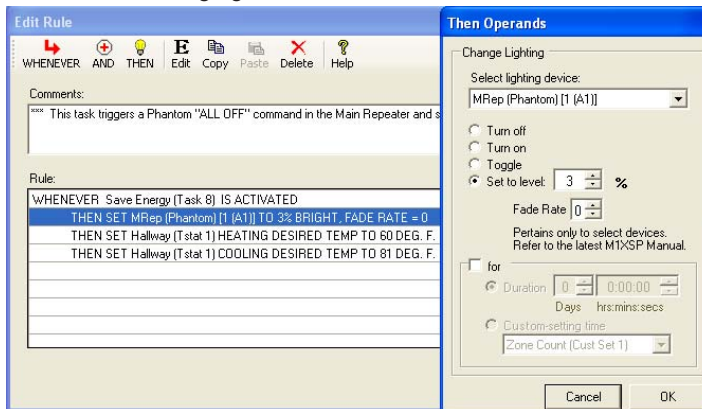 Edit Rule
WHENEVER AND THEN Edit Copy Paste Delete Help
Comments:
*** This task triggers a Phantom "ALL OFF" command in the Main Repeater and s
Rule:
WHENEVER Save Energy (Task 8) IS ACTIVATED
THEN SET MRep (Phantom) [1 (A1)] TO 3% BRIGHT, FADE RATE = 0
THEN SET Hallway (Tstat 1) HEATING DESIRED TEMP TO 60 DEG. F.
THEN SET Hallway (Tstat 1) COOLING DESIRED TEMP TO 81 DEG. F.
Then Operands
Change Lighting
Select lighting device:
MRep (Phantom) [1 (A1)]
Turn off
Turn on
Toggle
Set to level: 3 %
Fade Rate 0
Pertains only to select devices.
Refer to the latest M1XSP Manual.
for
Duration 0 0:00:00
Days hrs:mins:secs
Custom-setting time
Zone Count (Cust Set 1)
Cancel OK